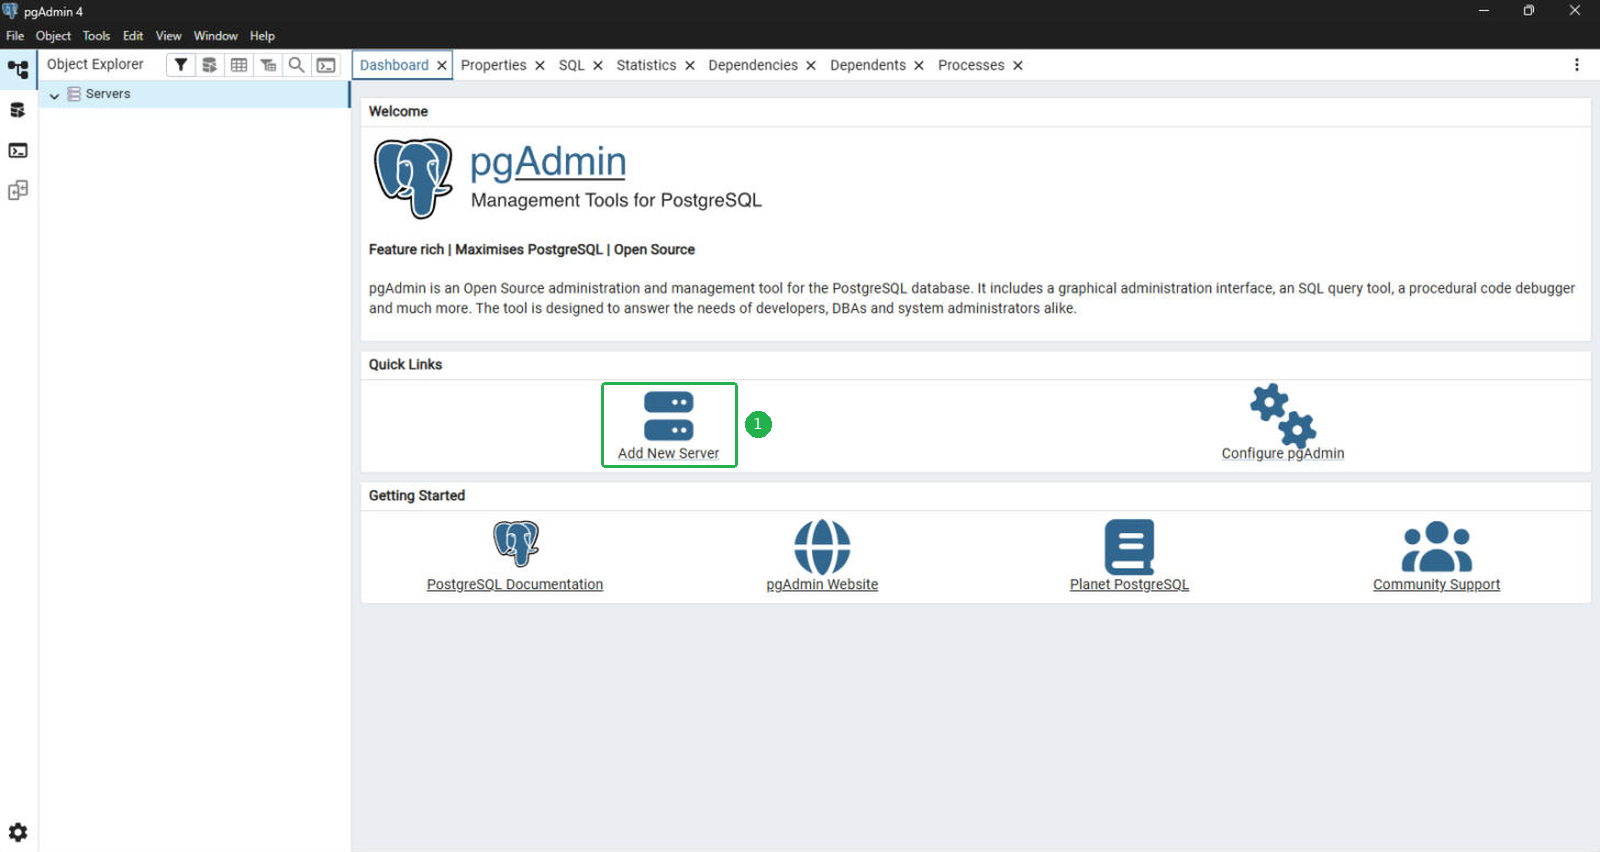 pgAdmin 4
File Object Tools Edit View Window Help
Object Explorer
Dashboard Properties SQL Statistics Dependencies Dependents Processes
Servers
Welcome
pgAdmin
Management Tools for PostgreSQL
Feature rich | Maximises PostgreSQL | Open Source
pgAdmin is an Open Source administration and management tool for the PostgreSQL database. It includes a graphical administration interface, an SQL query tool, a procedural code debugger
and much more. The tool is designed to answer the needs of developers, DBAs and system administrators alike.
Quick Links
1
Add New Server
Configure pgAdmin
Getting Started
PostgreSQL Documentation
pgAdmin Website
Planet PostgreSQL
Community Support